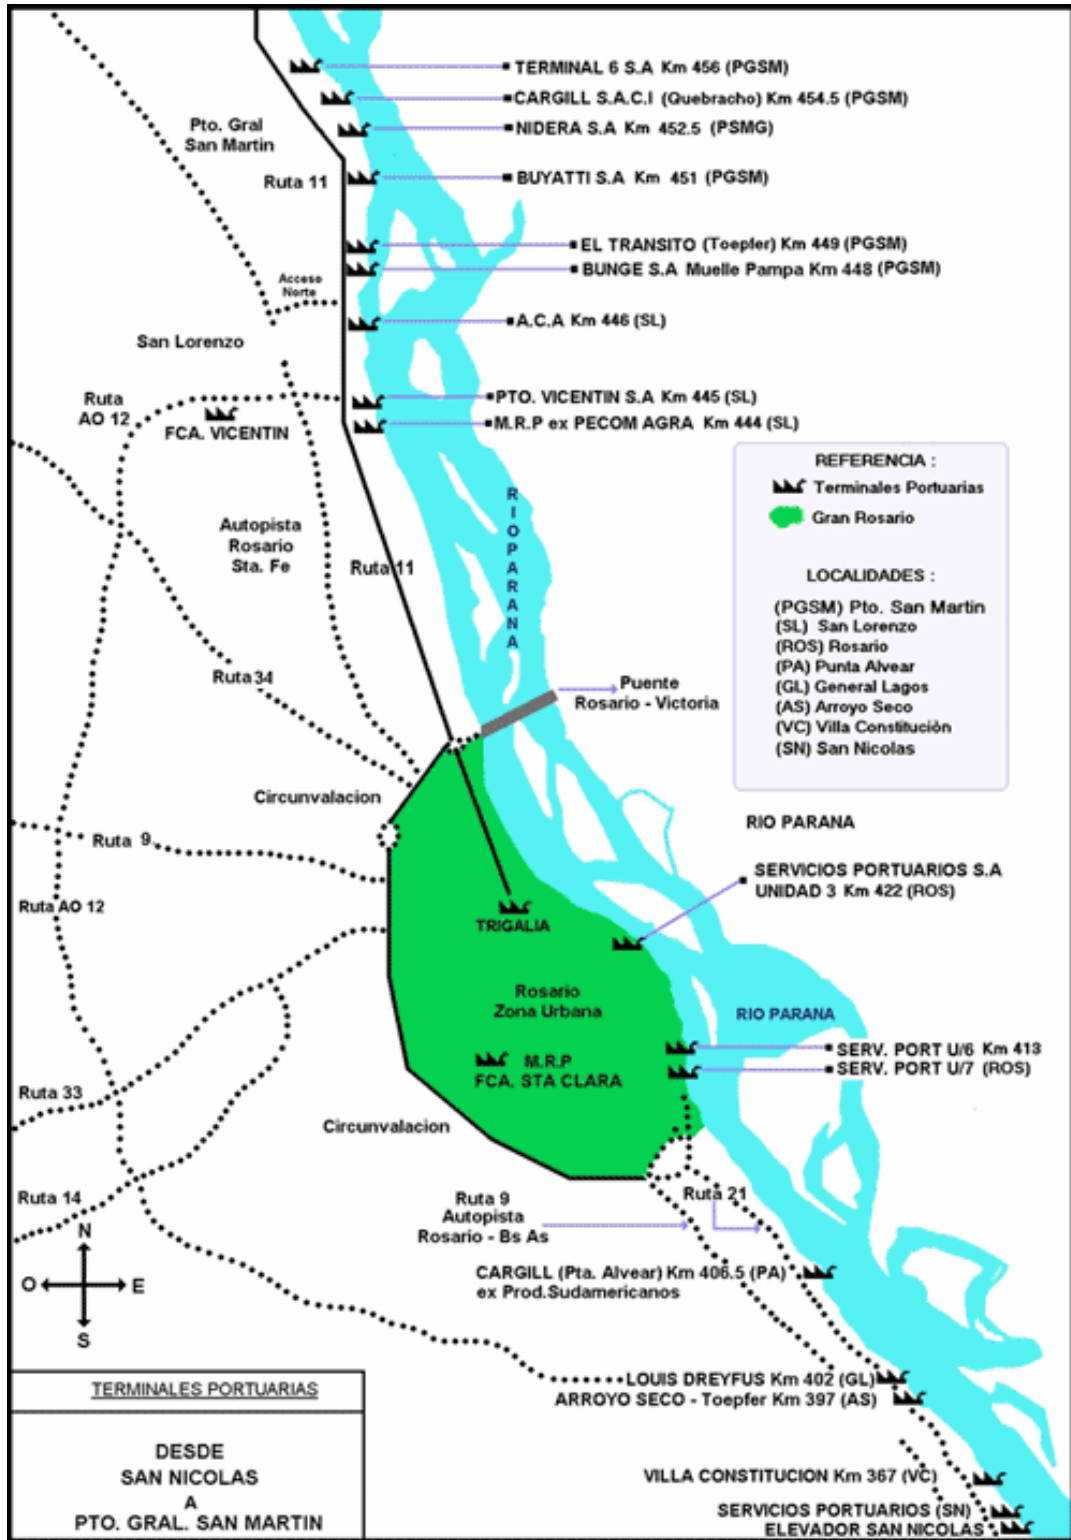 TERMINAL 6 S.A Km 456 (PGSM)
CARGILL S.A.C.I (Quebracho) Km 454.5 (PGSM)
NIDERA S.A Km 452.5 (PSMG)
Pto. Gral
San Martin
Ruta 11
BUYATTI S.A Km 451 (PGSM)
EL TRANSITO (Toepfer) Km 449 (PGSM)
BUNGE S.A Muelle Pampa Km 448 (PGSM)
Acceso
Norte
A.C.A Km 446 (SL)
San Lorenzo
Ruta
AO 12
FCA. VICENTIN
PTO. VICENTIN S.A Km 445 (SL)
M.R.P ex PECOM AGRA Km 444 (SL)
REFERENCIA :
Terminales Portuarias
Gran Rosario
LOCALIDADES :
(PGSM) Pto. San Martin
(SL) San Lorenzo
(ROS) Rosario
(PA) Punta Alvear
(GL) General Lagos
(AS) Arroyo Seco
(VC) Villa Constituciòn
(SN) San Nicolas
RIO PARANA
Autopista
Rosario
Sta. Fe
Ruta 11
Ruta 34
Puente
Rosario - Victoria
Circunvalacion
RIO PARANA
Ruta 9
SERVICIOS PORTUARIOS S.A
UNIDAD 3 Km 422 (ROS)
Ruta AO 12
TRIGALIA
Rosario
Zona Urbana
RIO PARANA
SERV. PORT U/6 Km 413
SERV. PORT U/7 (ROS)
M.R.P
FCA. STA CLARA
Ruta 33
Circunvalacion
Ruta 14
Ruta 9
Autopista
Rosario - Bs As
Ruta 21
N
O
E
S
CARGILL (Pta. Alvear) Km 406.5 (PA)
ex Prod.Sudamericanos
LOUIS DREYFUS Km 402 (GL)
ARROYO SECO - Toepfer Km 397 (AS)
VILLA CONSTITUCION Km 367 (VC)
SERVICIOS PORTUARIOS (SN)
ELEVADOR SAN NICOLAS
TERMINALES PORTUARIAS
DESDE
SAN NICOLAS
A
PTO. GRAL. SAN MARTIN